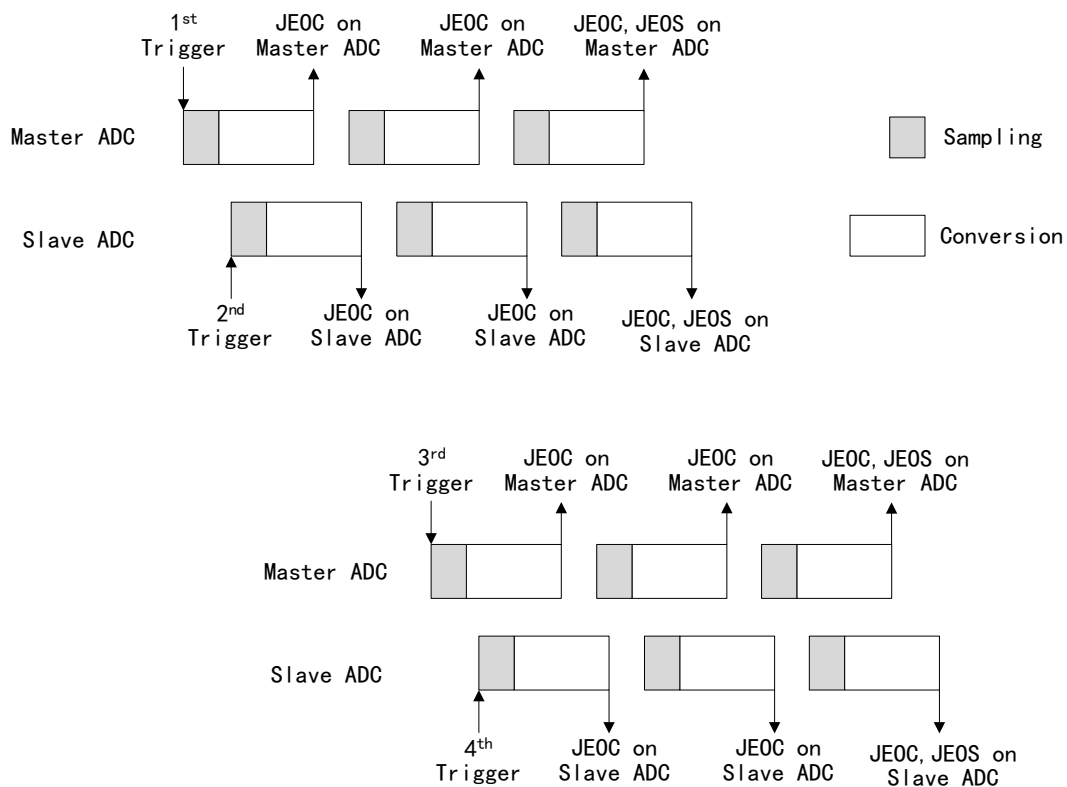 1st
Trigger
JEOC on
Master ADC
JEOC on
Master ADC
JEOC, JEOS on
Master ADC
Master ADC
Sampling
Slave ADC
Conversion
2nd
Trigger
JEOC on
Slave ADC
JEOC on
Slave ADC
JEOC, JEOS on
Slave ADC
3rd
Trigger
JEOC on
Master ADC
JEOC on
Master ADC
JEOC, JEOS on
Master ADC
Master ADC
Slave ADC
4th
Trigger
JEOC on
Slave ADC
JEOC on
Slave ADC
JEOC, JEOS on
Slave ADC